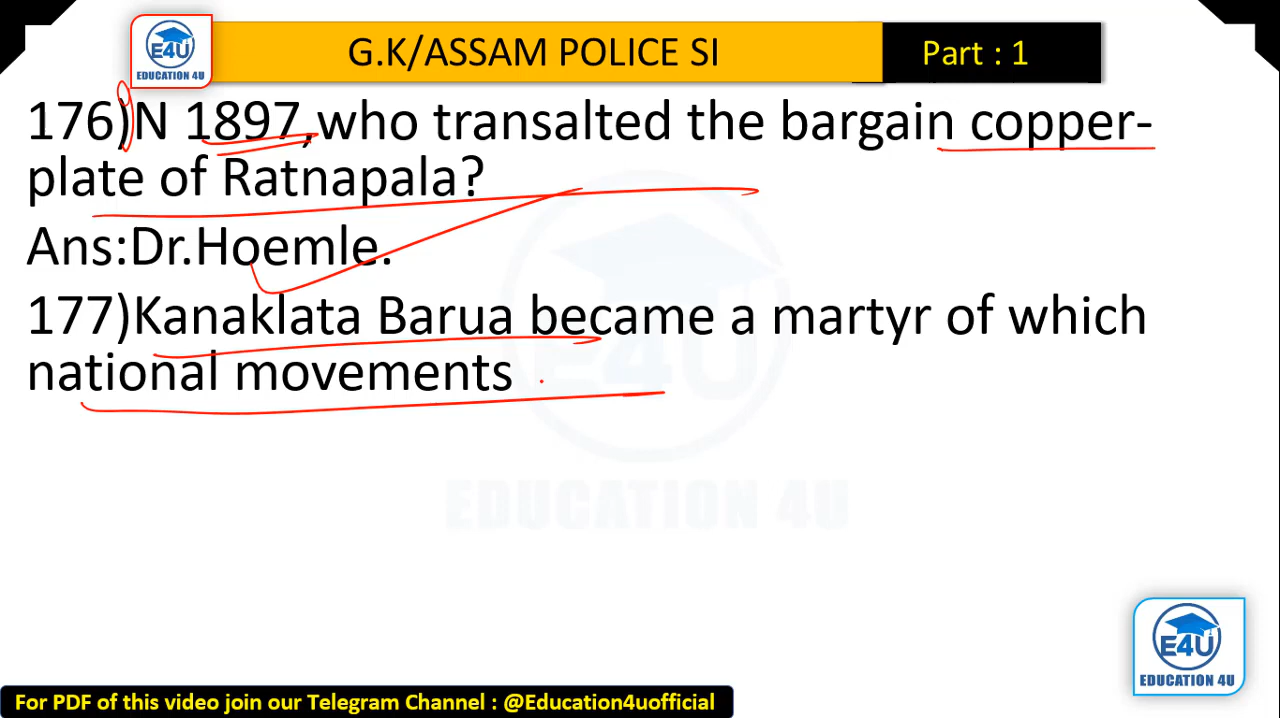 E4U
EDUCATION 4U
G.K/ASSAM POLICE SI
Part : 1
176)N 1897,who transalted the bargain copper-
plate of Ratnapala?
Ans:Dr.Hoemle.
177)Kanaklata Barua became a martyr of which
national movements
E4U
EDUCATION 4U
E4U
EDUCATION 4U
For PDF of this video join our Telegram Channel : @Education4uofficial